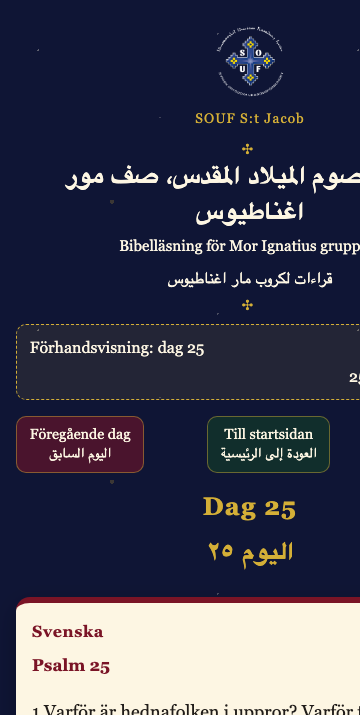 S O
U F
SOUF S:t Jacob
صوم الميلاد المقدس، صف مور
اغناطيوس
Bibelläsning för Mor Ignatius grupp
قراءات لكروب مار اغناطيوس
Förhandsvisning: dag 25
25
Föregående dag
اليوم السابق
Till startsidan
العودة إلى الرئيسية
Dag 25
اليوم ٢٥
Svenska
Psalm 25
1 Varför är hednafolken i uppror? Varför